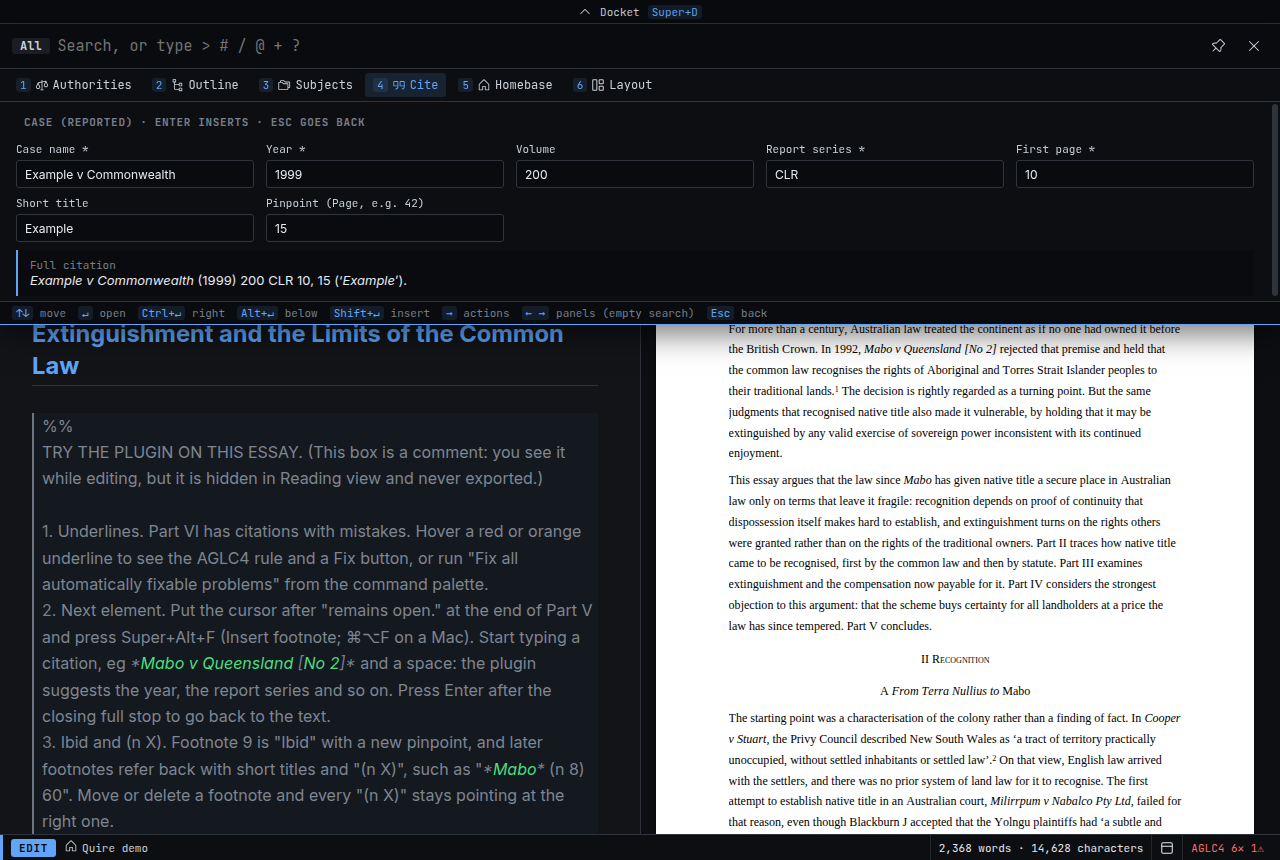 Docket Super+D
All Search, or type > # / @ + ?
1 Authorities 2 Outline 3 Subjects 4 Cite 5 Homebase 6 Layout
CASE (REPORTED) · ENTER INSERTS · ESC GOES BACK
Case name * Year * Volume Report series * First page *
Example v Commonwealth 1999 200 CLR 10
Short title Pinpoint (Page, e.g. 42)
Example 15
Full citation
Example v Commonwealth (1999) 200 CLR 10, 15 (‘Example’).
↑↓ move ↵ open Ctrl+↵ right Alt+↵ below Shift+↵ insert → actions ← → panels (empty search) Esc back
Extinguishment and the Limits of the Common
Law
%%
TRY THE PLUGIN ON THIS ESSAY. (This box is a comment: you see it
while editing, but it is hidden in Reading view and never exported.)
1. Underlines. Part VI has citations with mistakes. Hover a red or orange
underline to see the AGLC4 rule and a Fix button, or run "Fix all
automatically fixable problems" from the command palette.
2. Next element. Put the cursor after "remains open." at the end of Part V
and press Super+Alt+F (Insert footnote; ⌘⌥F on a Mac). Start typing a
citation, eg *Mabo v Queensland [No 2]* and a space: the plugin
suggests the year, the report series and so on. Press Enter after the
closing full stop to go back to the text.
3. Ibid and (n X). Footnote 9 is "Ibid" with a new pinpoint, and later
footnotes refer back with short titles and "(n X)", such as "*Mabo* (n 8)
60". Move or delete a footnote and every "(n X)" stays pointing at the
right one.
For more than a century, Australian law treated the continent as if no one had owned it before
the British Crown. In 1992, Mabo v Queensland [No 2] rejected that premise and held that
the common law recognises the rights of Aboriginal and Torres Strait Islander peoples to
their traditional lands.1 The decision is rightly regarded as a turning point. But the same
judgments that recognised native title also made it vulnerable, by holding that it may be
extinguished by any valid exercise of sovereign power inconsistent with its continued
enjoyment.
This essay argues that the law since Mabo has given native title a secure place in Australian
law only on terms that leave it fragile: recognition depends on proof of continuity that
dispossession itself makes hard to establish, and extinguishment turns on the rights others
were granted rather than on the rights of the traditional owners. Part II traces how native title
came to be recognised, first by the common law and then by statute. Part III examines
extinguishment and the compensation now payable for it. Part IV considers the strongest
objection to this argument: that the scheme buys certainty for all landholders at a price the
law has since tempered. Part V concludes.
II Recognition
A From Terra Nullius to Mabo
The starting point was a characterisation of the colony rather than a finding of fact. In Cooper
v Stuart, the Privy Council described New South Wales as ‘a tract of territory practically
unoccupied, without settled inhabitants or settled law’.2 On that view, English law arrived
with the settlers, and there was no prior system of land law for it to recognise. The first
attempt to establish native title in an Australian court, Milirrpum v Nabalco Pty Ltd, failed for
that reason, even though Blackburn J accepted that the Yolngu plaintiffs had ‘a subtle and
EDIT Quire demo 2,368 words · 14,628 characters AGLC4 6× 1⚠